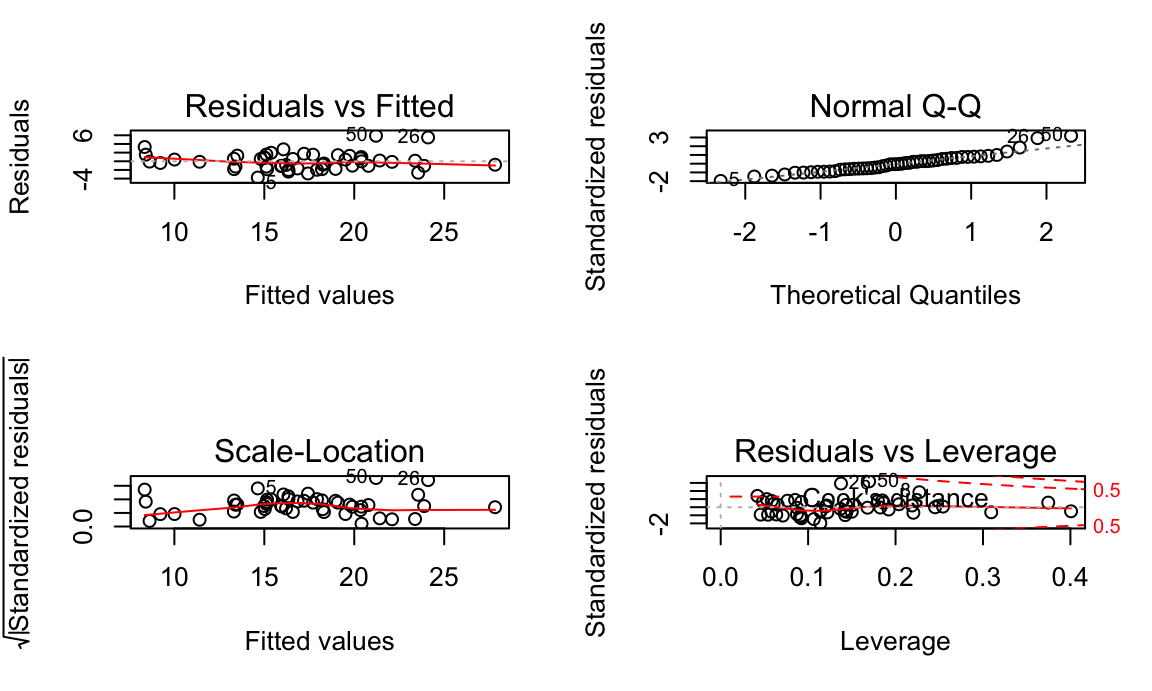 Residuals vs Fitted
Residuals
6
-4
50
26
5
10 15 20 25
Fitted values
Normal Q-Q
Standardized residuals
3
-2
26
50
5
-2 -1 0 1 2
Theoretical Quantiles
Scale-Location
√|Standardized residuals|
0.0
5
50
26
10 15 20 25
Fitted values
Residuals vs Leverage
Standardized residuals
-2
26
50
8
Cook's distance
0.5
0.5
0.0 0.1 0.2 0.3 0.4
Leverage